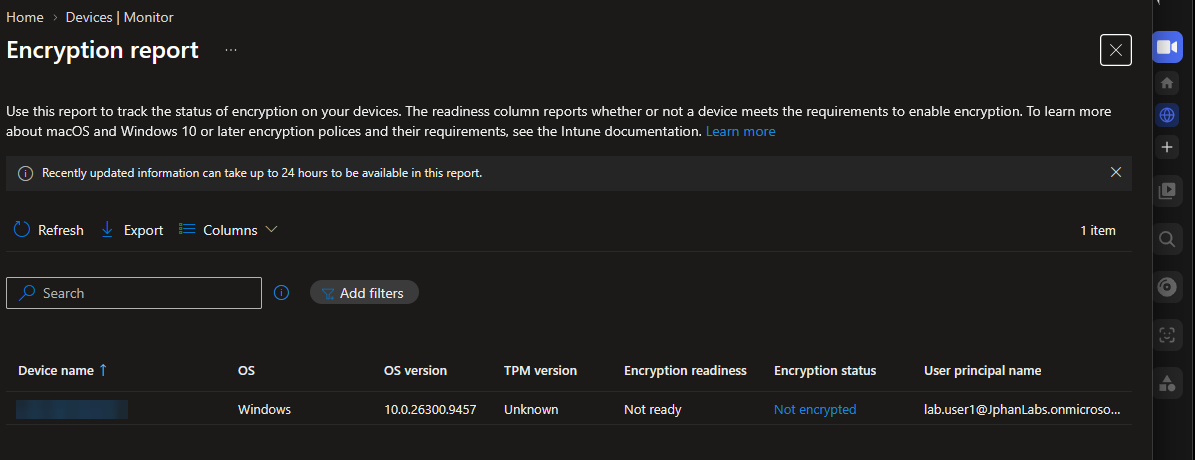 Home > Devices | Monitor
Encryption report ...
Use this report to track the status of encryption on your devices. The readiness column reports whether or not a device meets the requirements to enable encryption. To learn more
about macOS and Windows 10 or later encryption polices and their requirements, see the Intune documentation. Learn more
Recently updated information can take up to 24 hours to be available in this report.
Refresh Export Columns 1 item
Search Add filters
Device name ↑ OS OS version TPM version Encryption readiness Encryption status User principal name
Windows 10.0.26300.9457 Unknown Not ready Not encrypted lab.user1@JphanLabs.onmicroso...